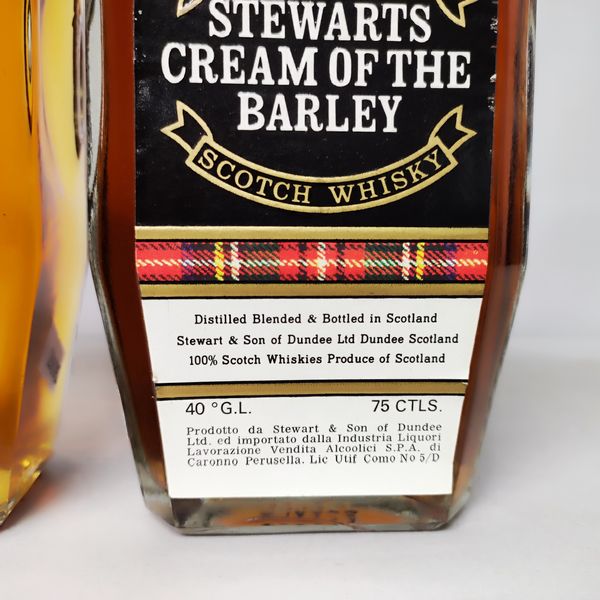 STEWARTS
CREAM OF THE
BARLEY
SCOTCH WHISKY
Distilled Blended & Bottled in Scotland
Stewart & Son of Dundee Ltd Dundee Scotland
100% Scotch Whiskies Produce of Scotland
40 °G.L. 75 CTLS.
Prodotto da Stewart & Son of Dundee
Ltd. ed importato dalla Industria Liquori
Lavorazione Vendita Alcoolici S.P.A. di
Caronno Perusella. Lic Utif Como No 5/D